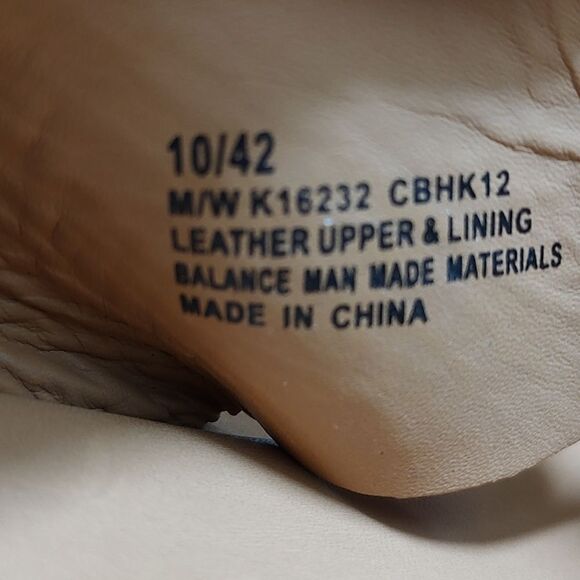 10/42
M/W K16232 CBHK12
LEATHER UPPER & LINING
BALANCE MAN MADE MATERIALS
MADE IN CHINA